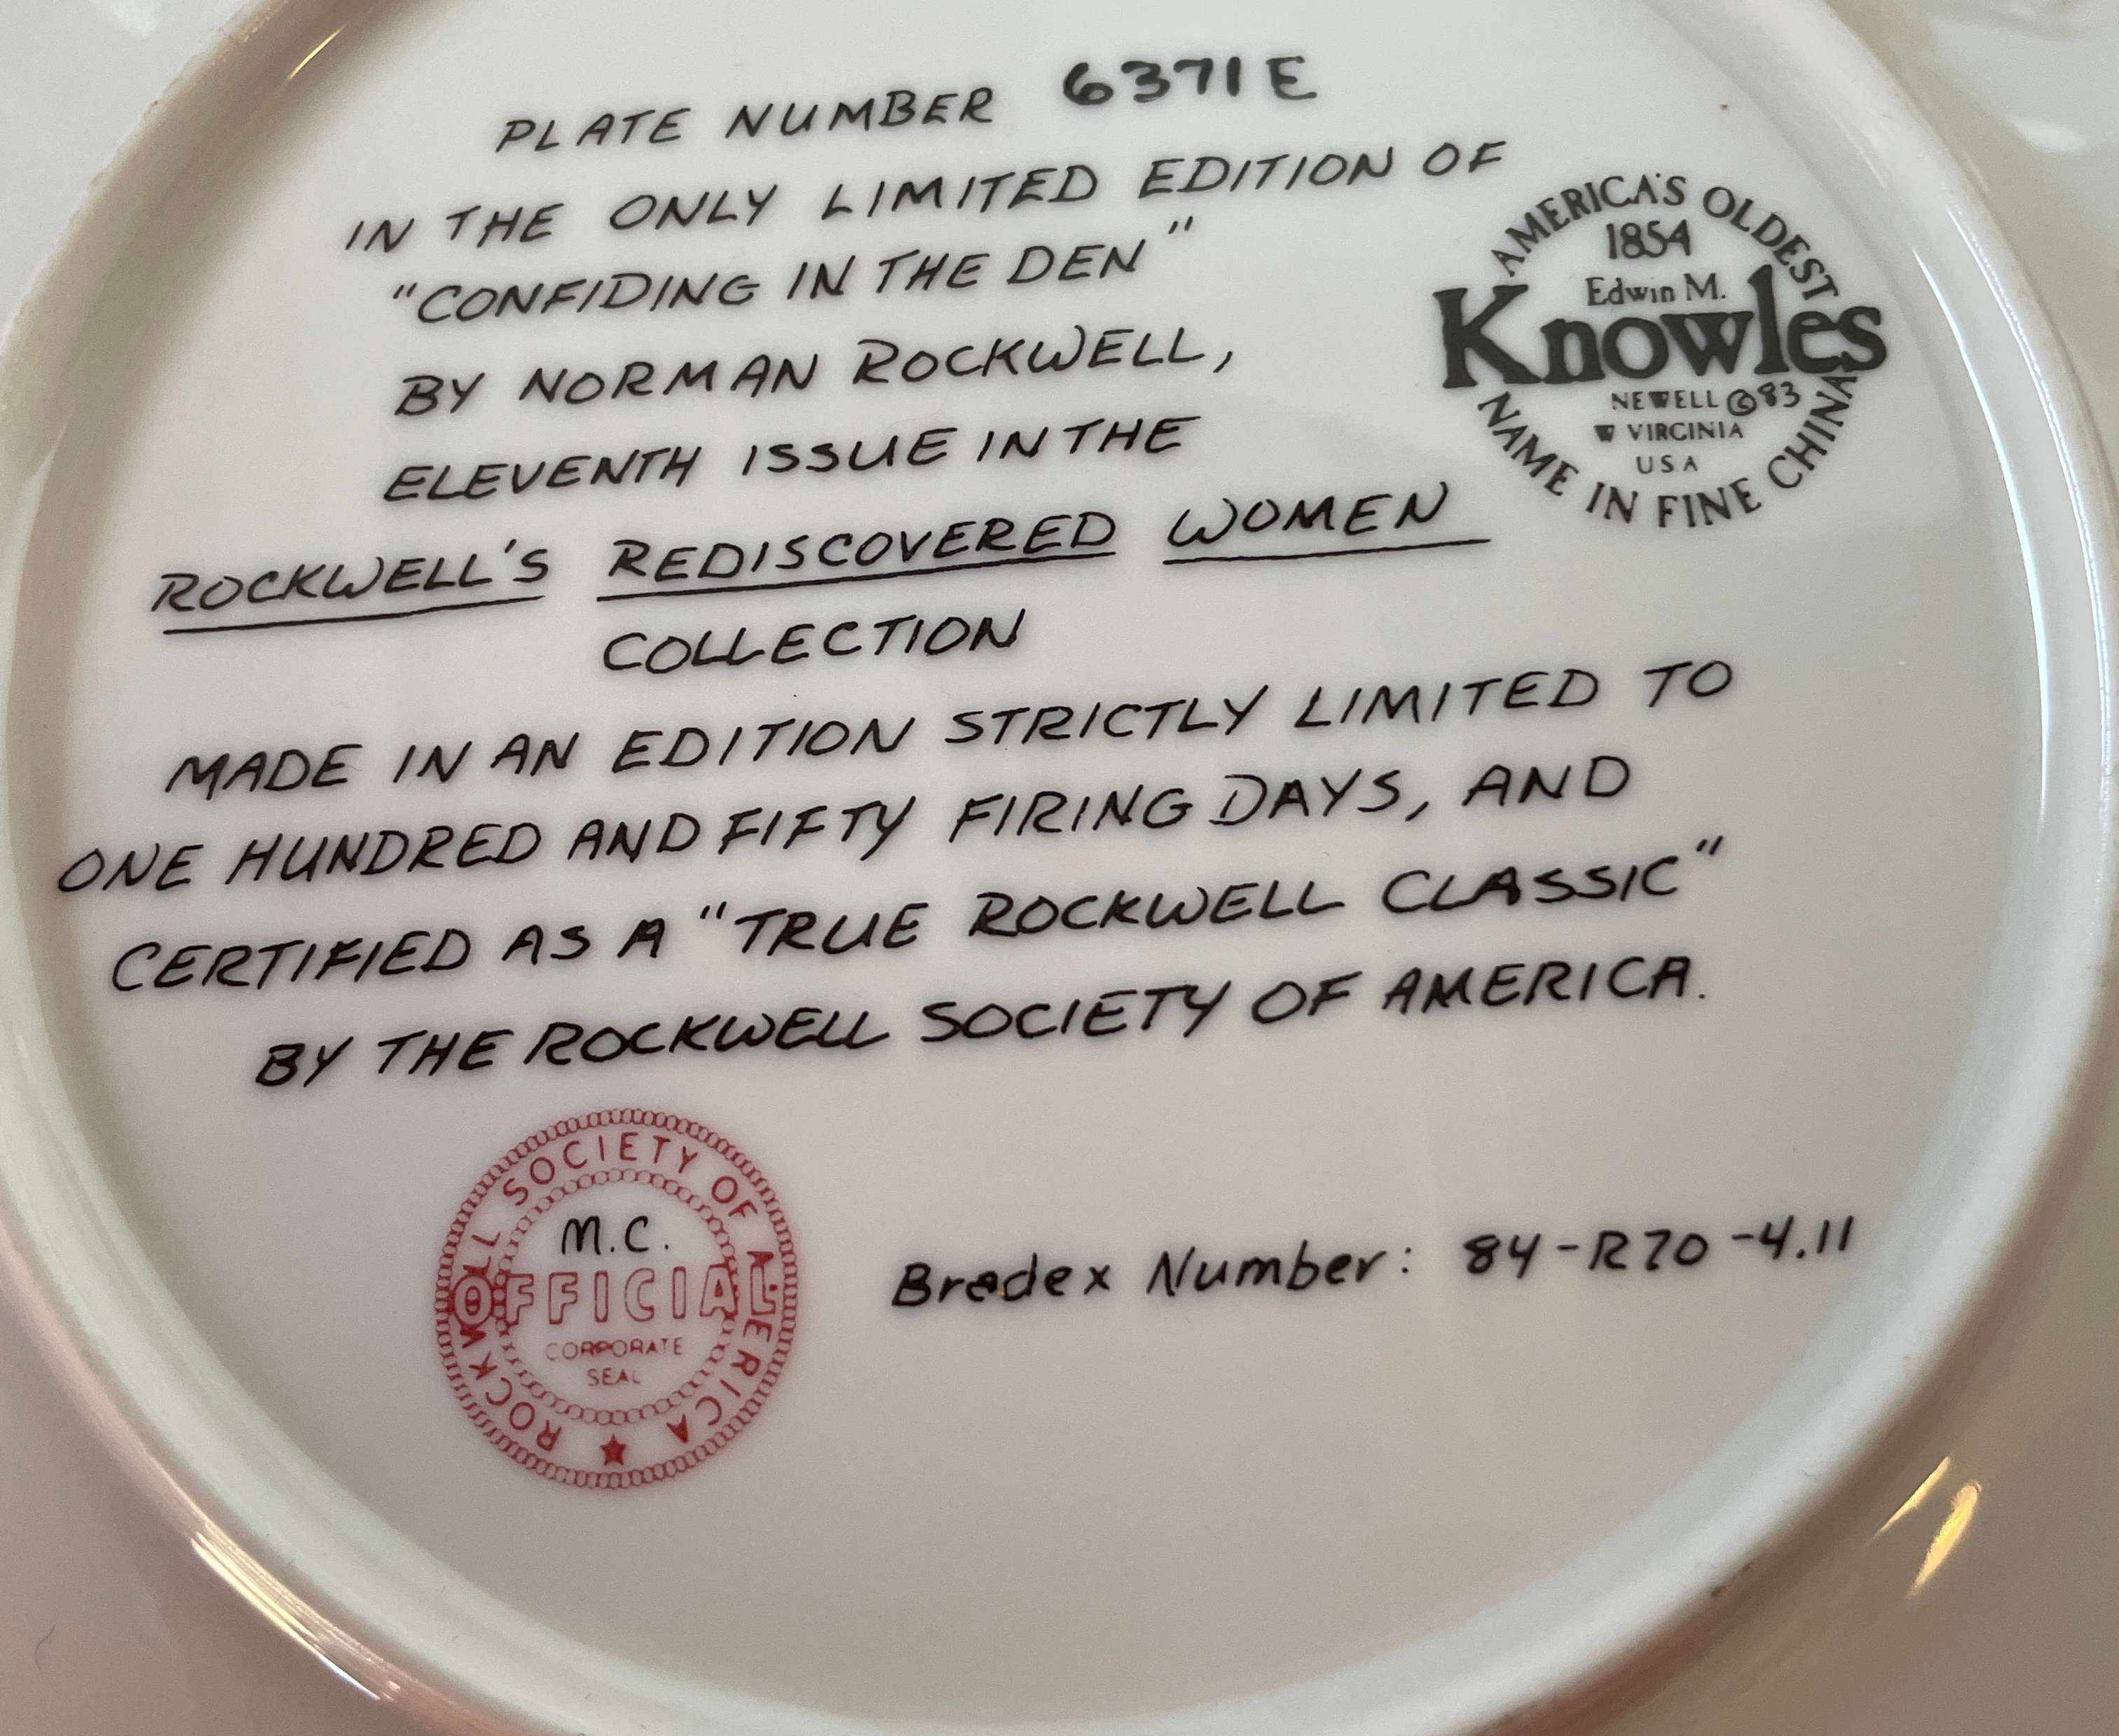 PLATE NUMBER 6371E
IN THE ONLY LIMITED EDITION OF
"CONFIDING IN THE DEN"
BY NORMAN ROCKWELL,
ELEVENTH ISSUE IN THE
ROCKWELL'S REDISCOVERED WOMEN
COLLECTION
MADE IN AN EDITION STRICTLY LIMITED TO
ONE HUNDRED AND FIFTY FIRING DAYS, AND
CERTIFIED AS A "TRUE ROCKWELL CLASSIC"
BY THE ROCKWELL SOCIETY OF AMERICA.
AMERICA'S OLDEST
1854
Edwin M.
Knowles
NEWELL © 83
W VIRGINIA
USA
NAME IN FINE CHINA
ROCKWELL SOCIETY OF AMERICA
M.C.
OFFICIAL
CORPORATE
SEAL
Bradex Number: 84-R70-4.11